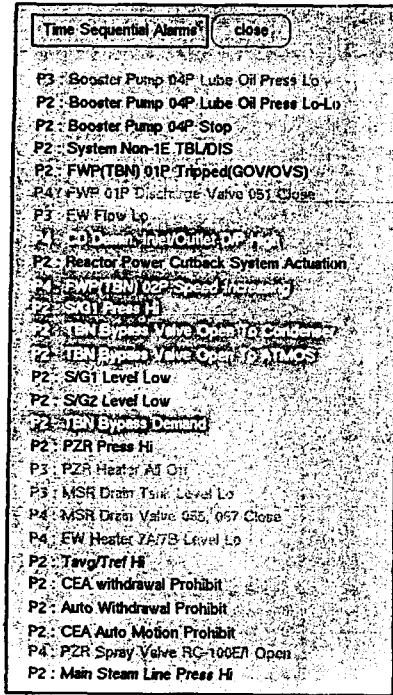 Time Sequential Alarms close
P3 : Booster Pump 04P Lube Oil Press Lo
P2 : Booster Pump 04P Lube Oil Press Lo-Lo
P2 : Booster Pump 04P Stop
P2 : System Non-1E TBL/DIS
P2 : FWP(TBN) 01P Tripped(GOV/OVS)
P4 : FWP 01P Discharge Valve 051 Close
P3 : FW Flow Lo
P4 : CD Demin. Inlet/Outlet D/P High
P2 : Reactor Power Cutback System Actuation
P4 : FWP(TBN) 02P Speed Increasing
P2 : S/G1 Press Hi
P2 : TBN Bypass Valve Open To Condenser
P2 : TBN Bypass Valve Open To ATMOS
P2 : S/G1 Level Low
P2 : S/G2 Level Low
P2 : TBN Bypass Demand
P2 : PZR Press Hi
P3 : PZR Heater All Off
P3 : MSR Drain Tank Level Lo
P4 : MSR Drain Valve 055, 057 Close
P4 : FW Heater 7A/7B Level Lo
P2 : Tavg/Tref Hi
P2 : CEA withdrawal Prohibit
P2 : Auto Withdrawal Prohibit
P2 : CEA Auto Motion Prohibit
P4 : PZR Spray Valve RC-100E/I Open
P2 : Main Steam Line Press Hi